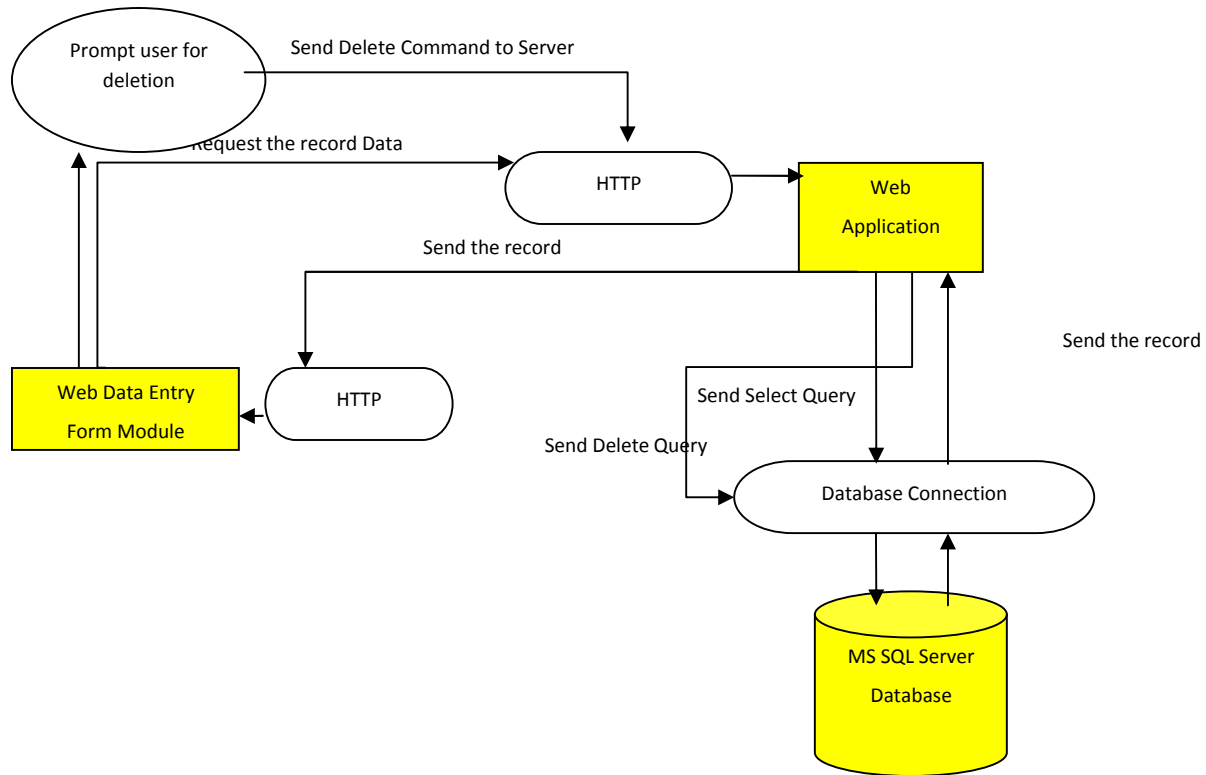 Prompt user for
deletion
Send Delete Command to Server
Request the record Data
HTTP
Web
Application
Send the record
Send the record
Web Data Entry
Form Module
HTTP
Send Select Query
Send Delete Query
Database Connection
MS SQL Server
Database